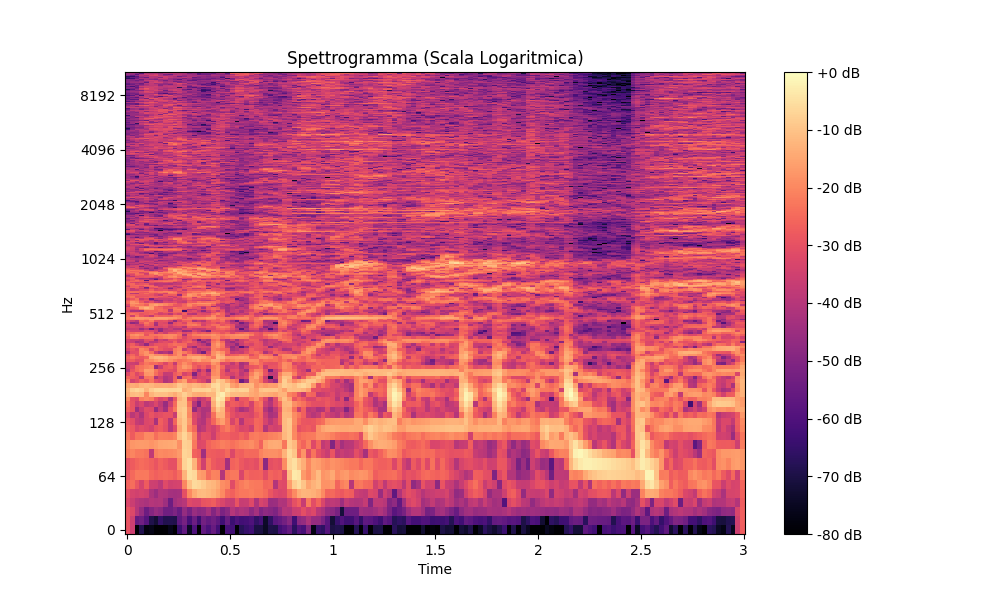 Spettrogramma (Scala Logaritmica)
8192
4096
2048
1024
512
256
128
64
0
Hz
0
0.5
1
1.5
2
2.5
3
Time
+0 dB
-10 dB
-20 dB
-30 dB
-40 dB
-50 dB
-60 dB
-70 dB
-80 dB